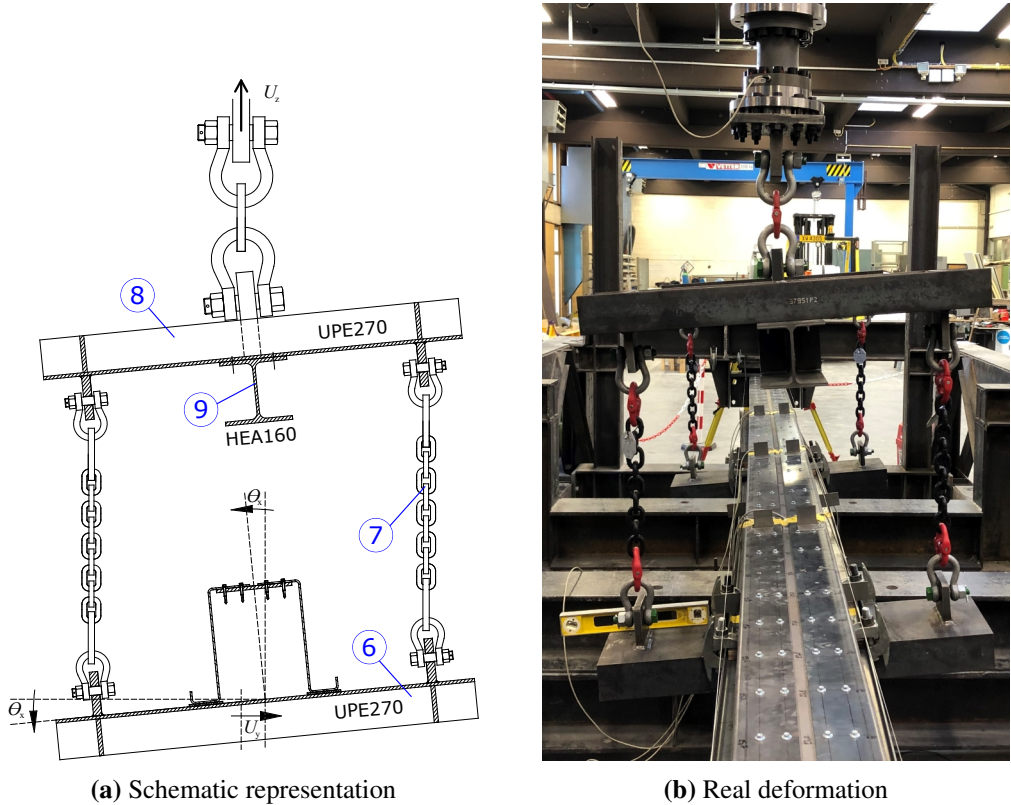 U_z
8
UPE270
9
HEA160
θ_x
7
6
θ_x
UPE270
U_y
VETTER
(a) Schematic representation
(b) Real deformation